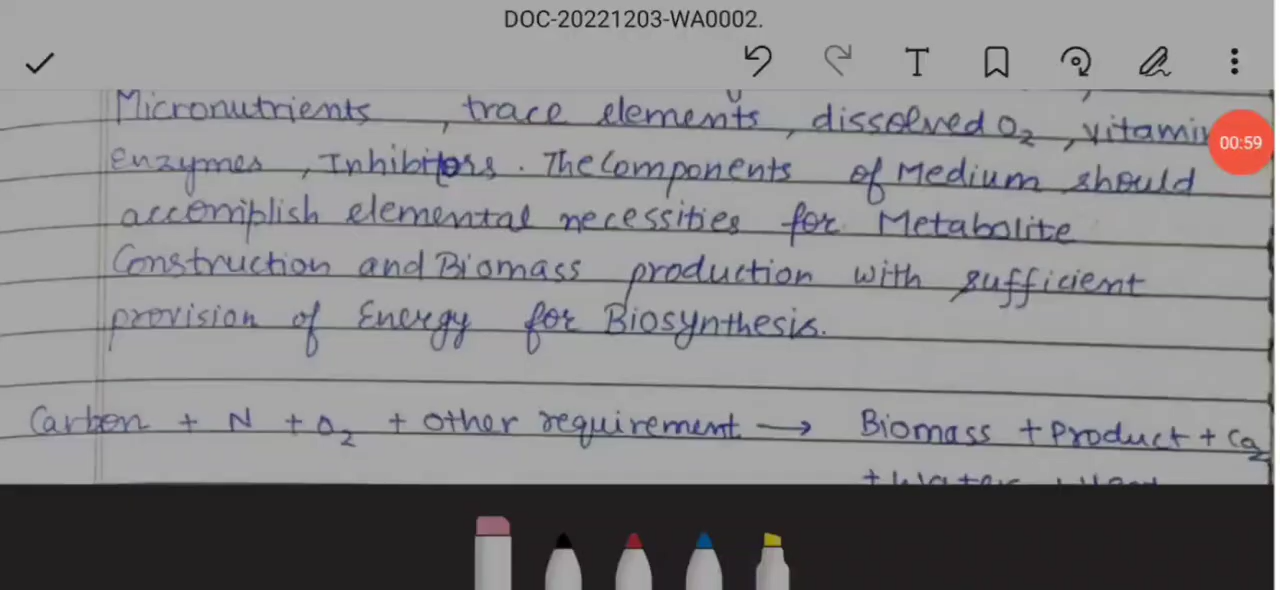 DOC-20221203-WA0002.
T
00:59
Micronutrients , trace elements , dissolved O2 , vitamin
Enzymes , Inhibitors . The Components of Medium should
accomplish elemental necessities for Metabolite
Construction and Biomass production with sufficient
provision of Energy for Biosynthesis.
Carbon + N + O2 + other requirement → Biomass + Product + CO2
+ Water + Heat